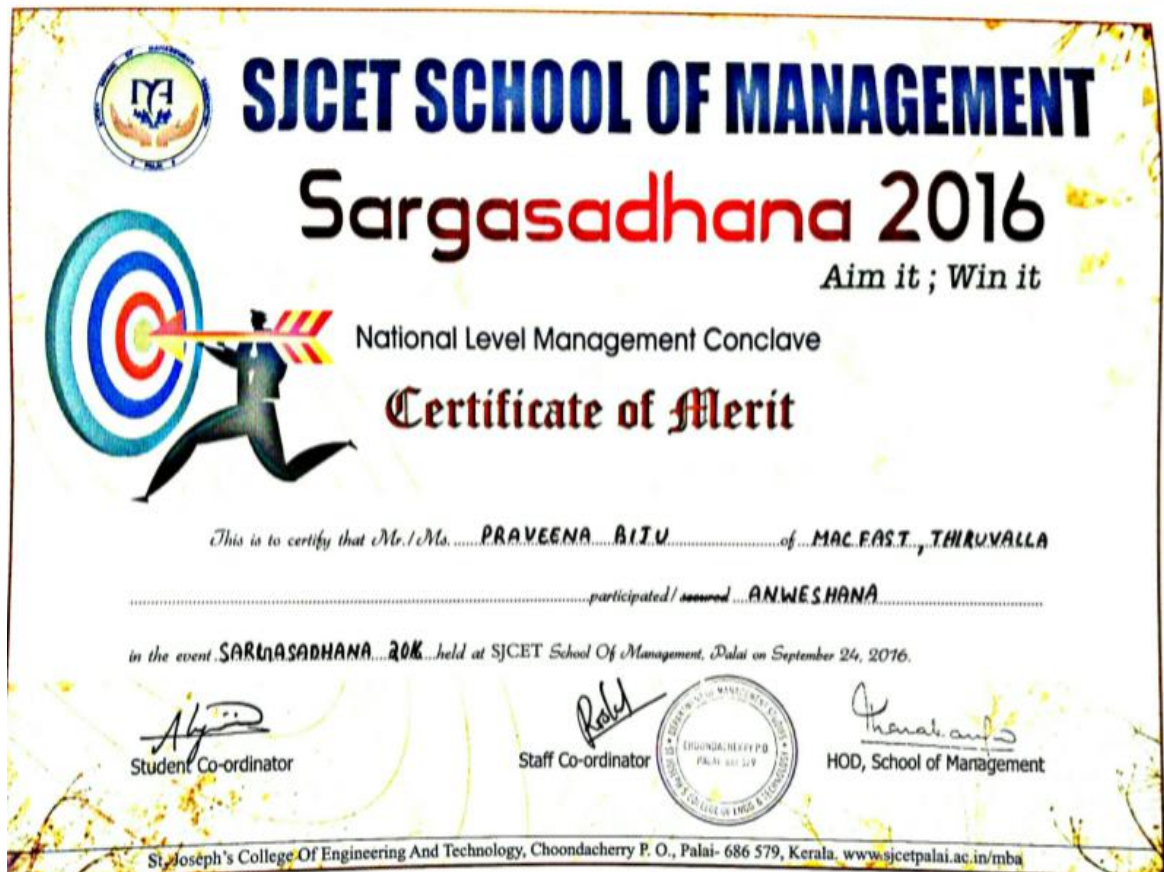 SJCET SCHOOL OF MANAGEMENT
Sargasadhana 2016
Aim it ; Win it
National Level Management Conclave
Certificate of Merit
This is to certify that Mr./Ms. PRAVEENA BIJU of MAC FAST, THIRUVALLA
participated/ secured ANWESHANA
in the event SARGASADHANA 2016 held at SJCET School Of Management, Palai on September 24, 2016.
Student Co-ordinator
Staff Co-ordinator
CHOONDACHERRY P.O
HOD, School of Management
St. Joseph's College Of Engineering And Technology, Choondacherry P. O., Palai- 686 579, Kerala. www.sjcetpalai.ac.in/mba